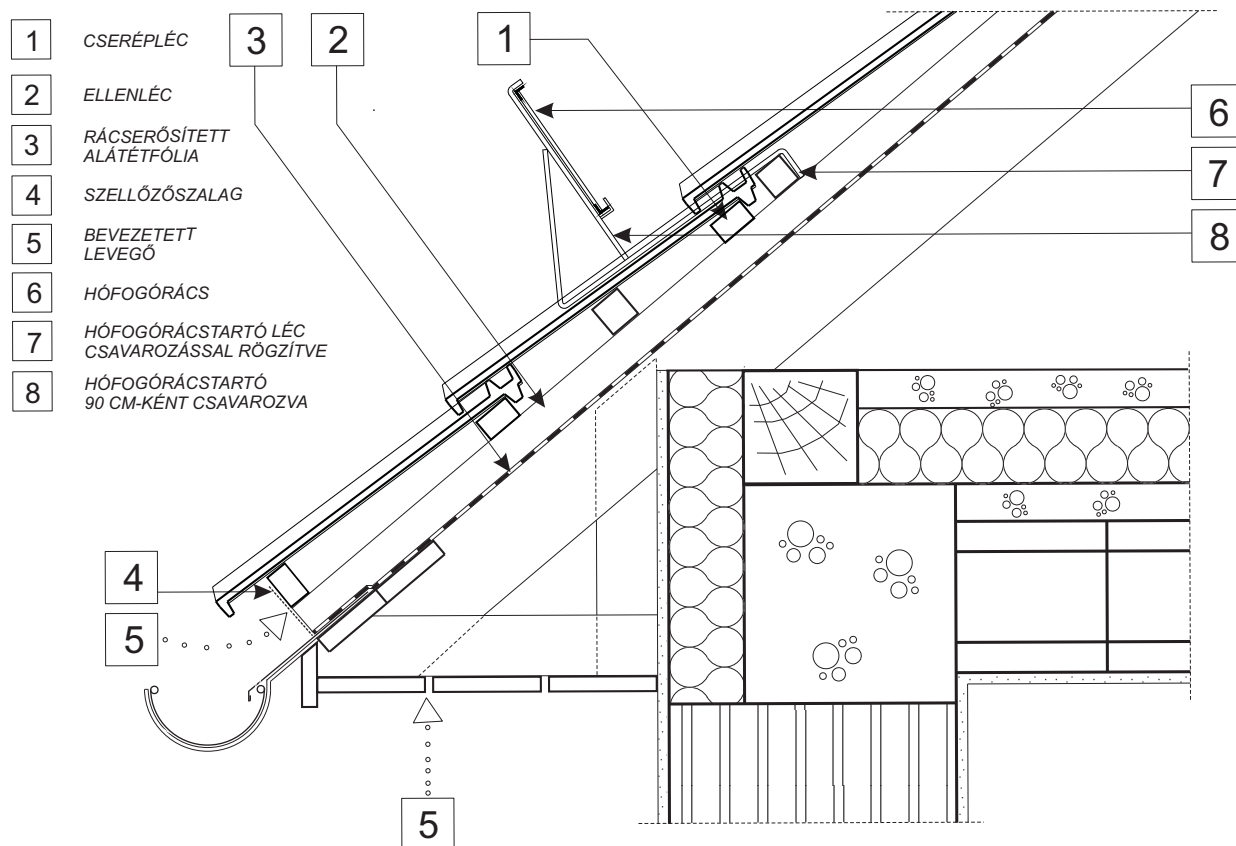 1 CSERÉPLÉC
2 ELLENLÉC
3 RÁCSERŐSÍTETT
ALÁTÉTFÓLIA
4 SZELLŐZŐSZALAG
5 BEVEZETETT
LEVEGŐ
6 HÓFOGÓRÁCS
7 HÓFOGÓRÁCSTARTÓ LÉC
CSAVAROZÁSSAL RÖGZÍTVE
8 HÓFOGÓRÁCSTARTÓ
90 CM-KÉNT CSAVAROZVA
3
2
1
6
7
8
4
5
5